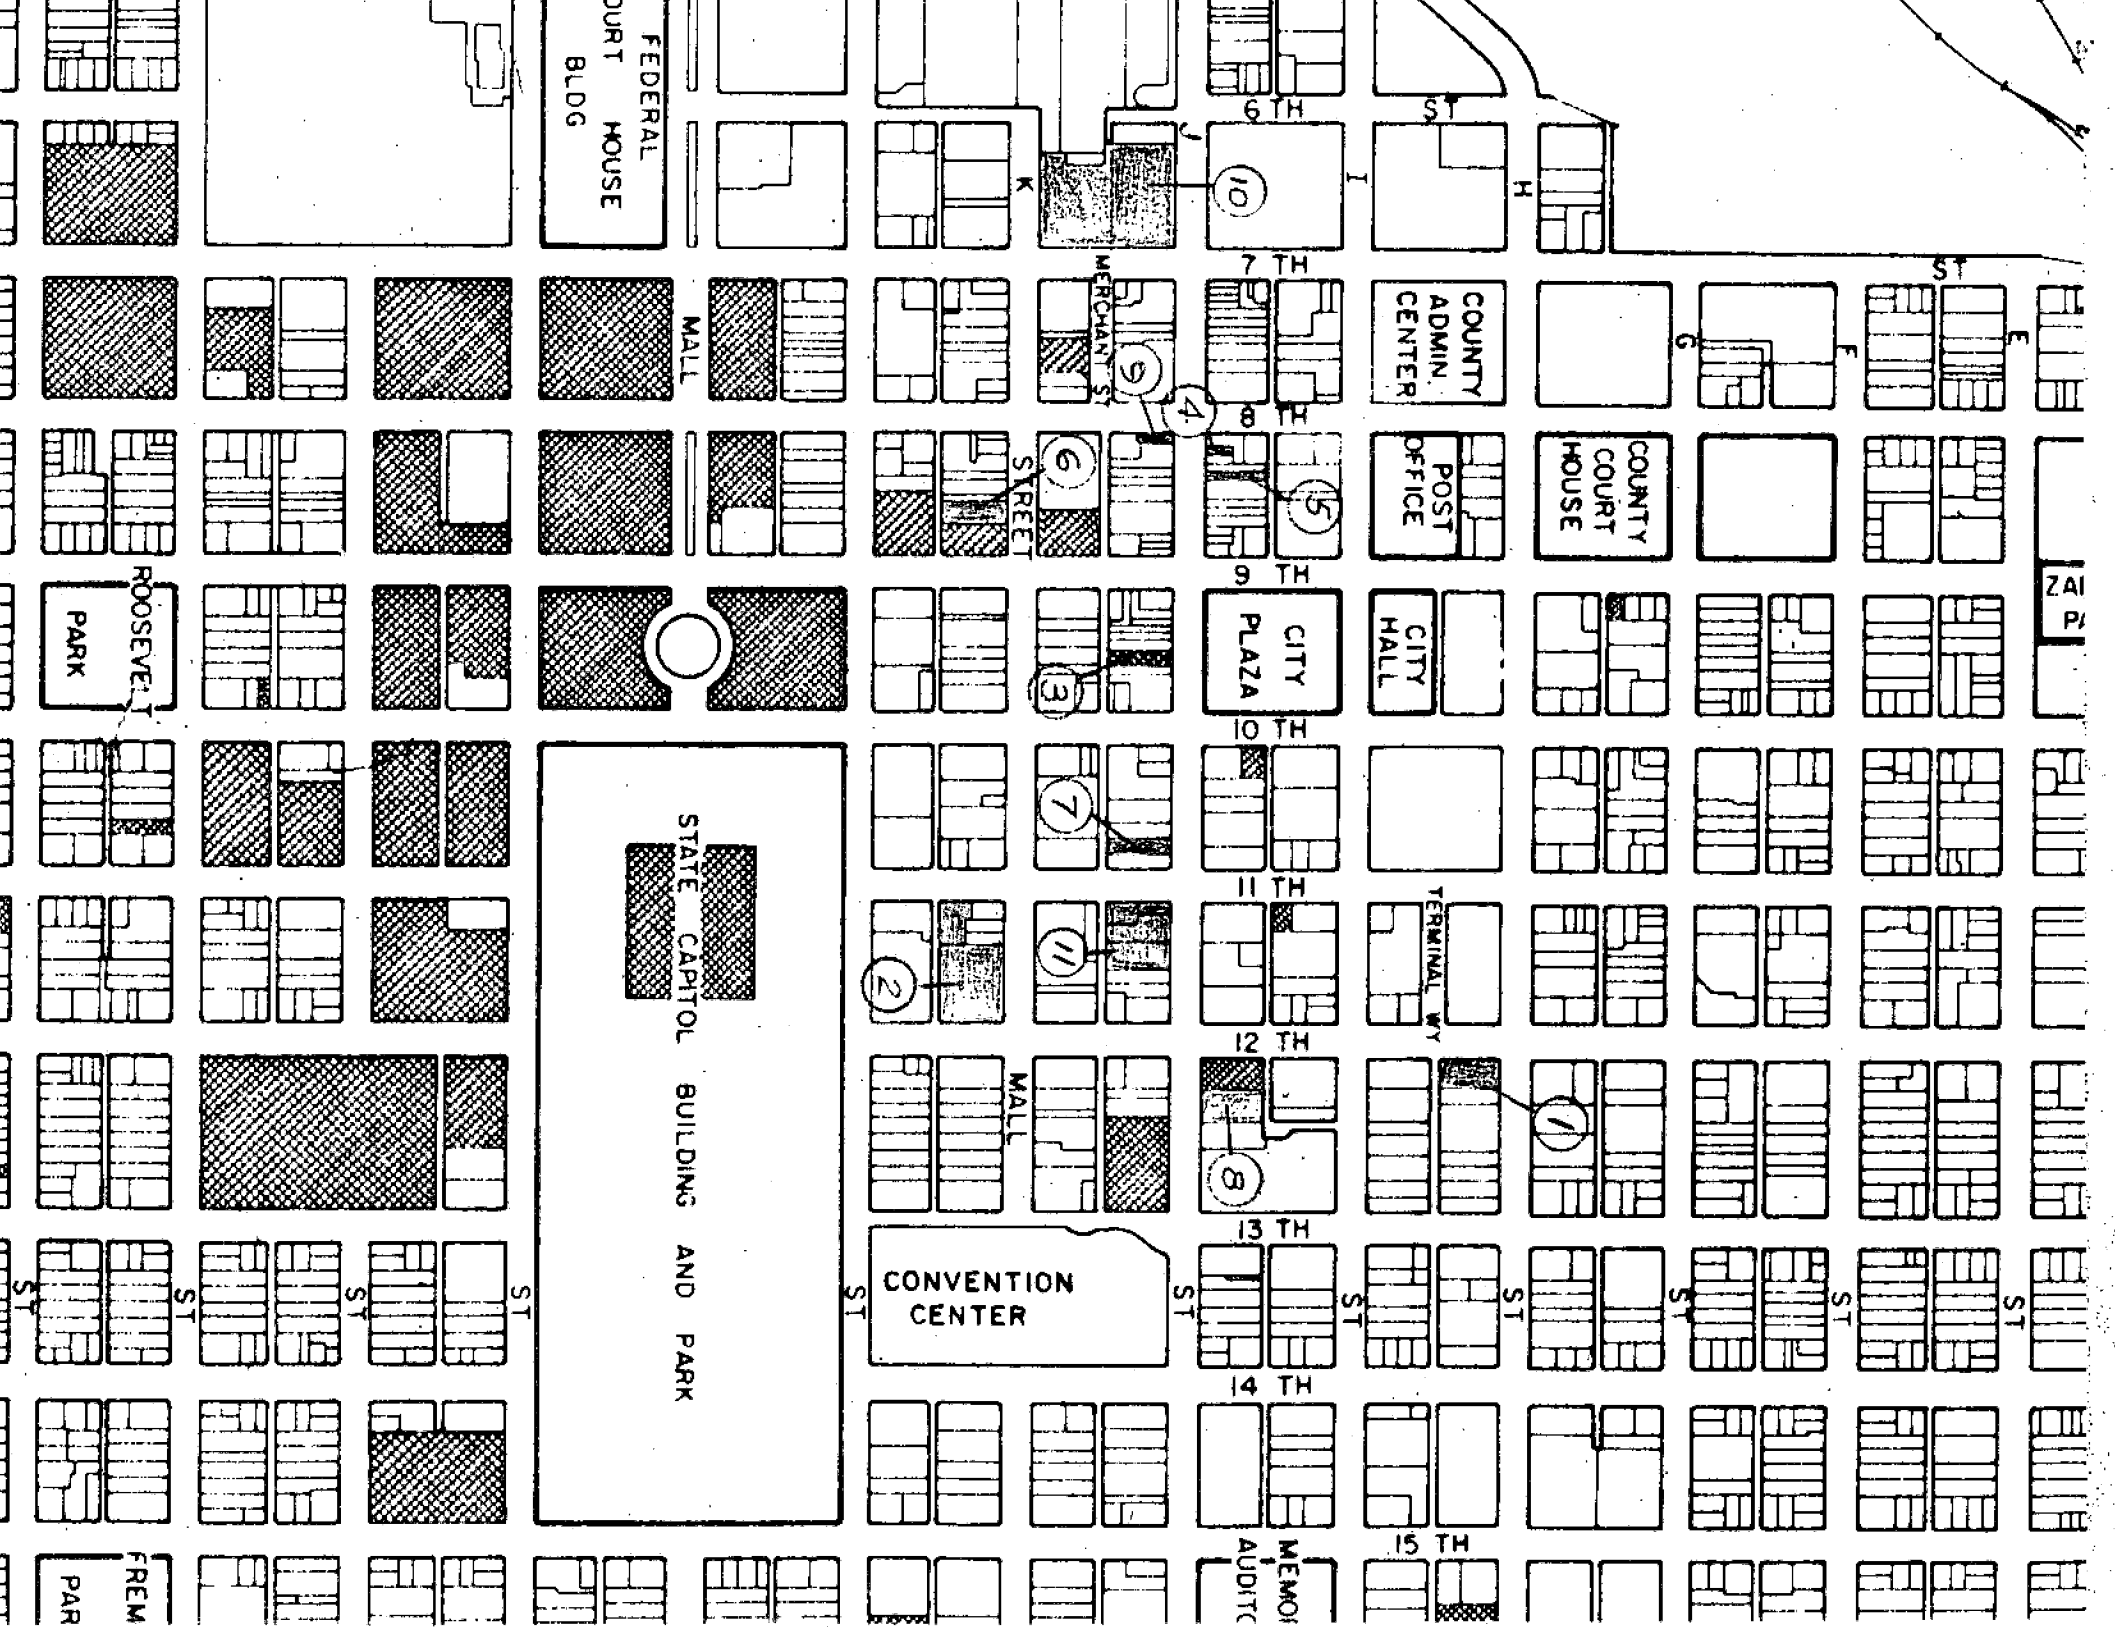 FEDERAL
OURT HOUSE
BLDG
6 TH
ST
J
K
I
H
10
7 TH
ST
MALL
MERCHANT ST
9
4
COUNTY
ADMIN.
CENTER
G
F
E
8 TH
STREET
6
5
POST
OFFICE
COUNTY
COURT
HOUSE
9 TH
ROOSEVELT
PARK
3
CITY
PLAZA
CITY
HALL
10 TH
7
STATE CAPITOL BUILDING AND PARK
11 TH
2
11
TERMINAL WY
12 TH
MALL
8
1
13 TH
CONVENTION
CENTER
ST
ST
ST
ST
ST
ST
ST
ST
ST
ST
ST
14 TH
15 TH